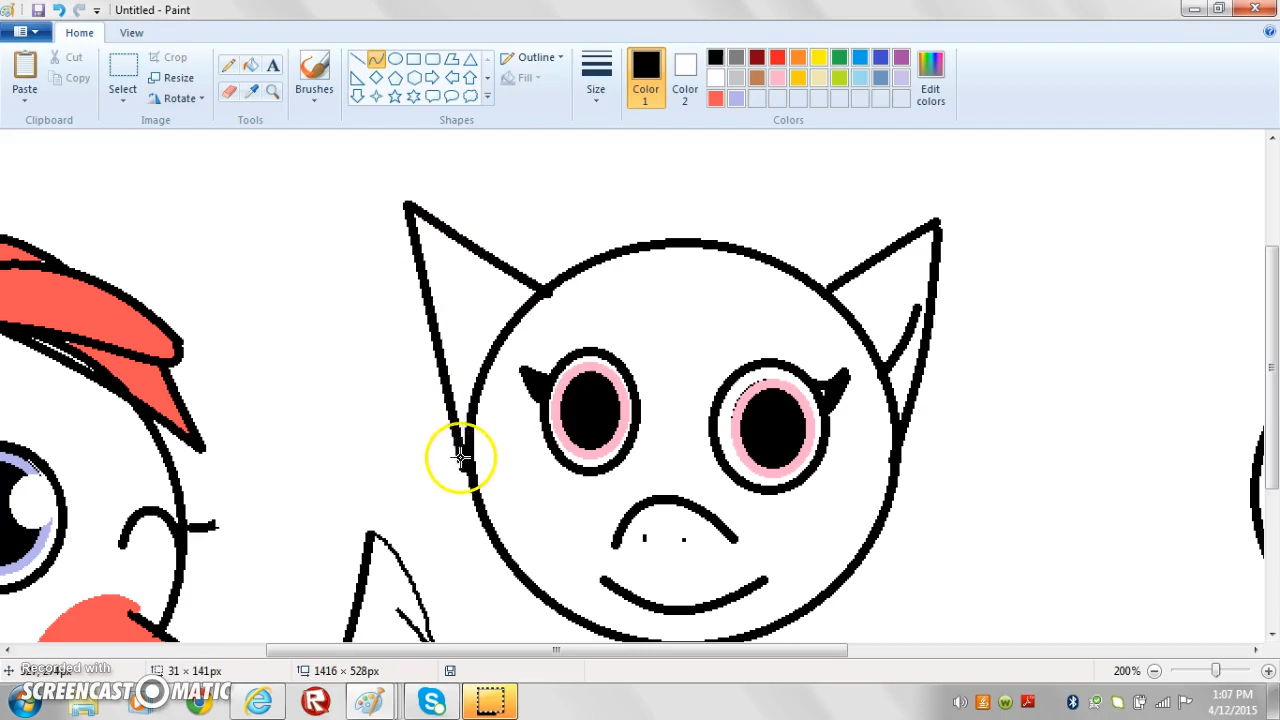 Untitled - Paint
Home
View
Paste
Cut
Copy
Clipboard
Select
Crop
Resize
Rotate
Image
A
Tools
Brushes
Outline
Fill
Shapes
Size
Color
1
Color
2
Edit
colors
Colors
Recorded with
SCREENCAST MATIC
31 × 141px
1416 × 528px
200%
1:07 PM
4/12/2015